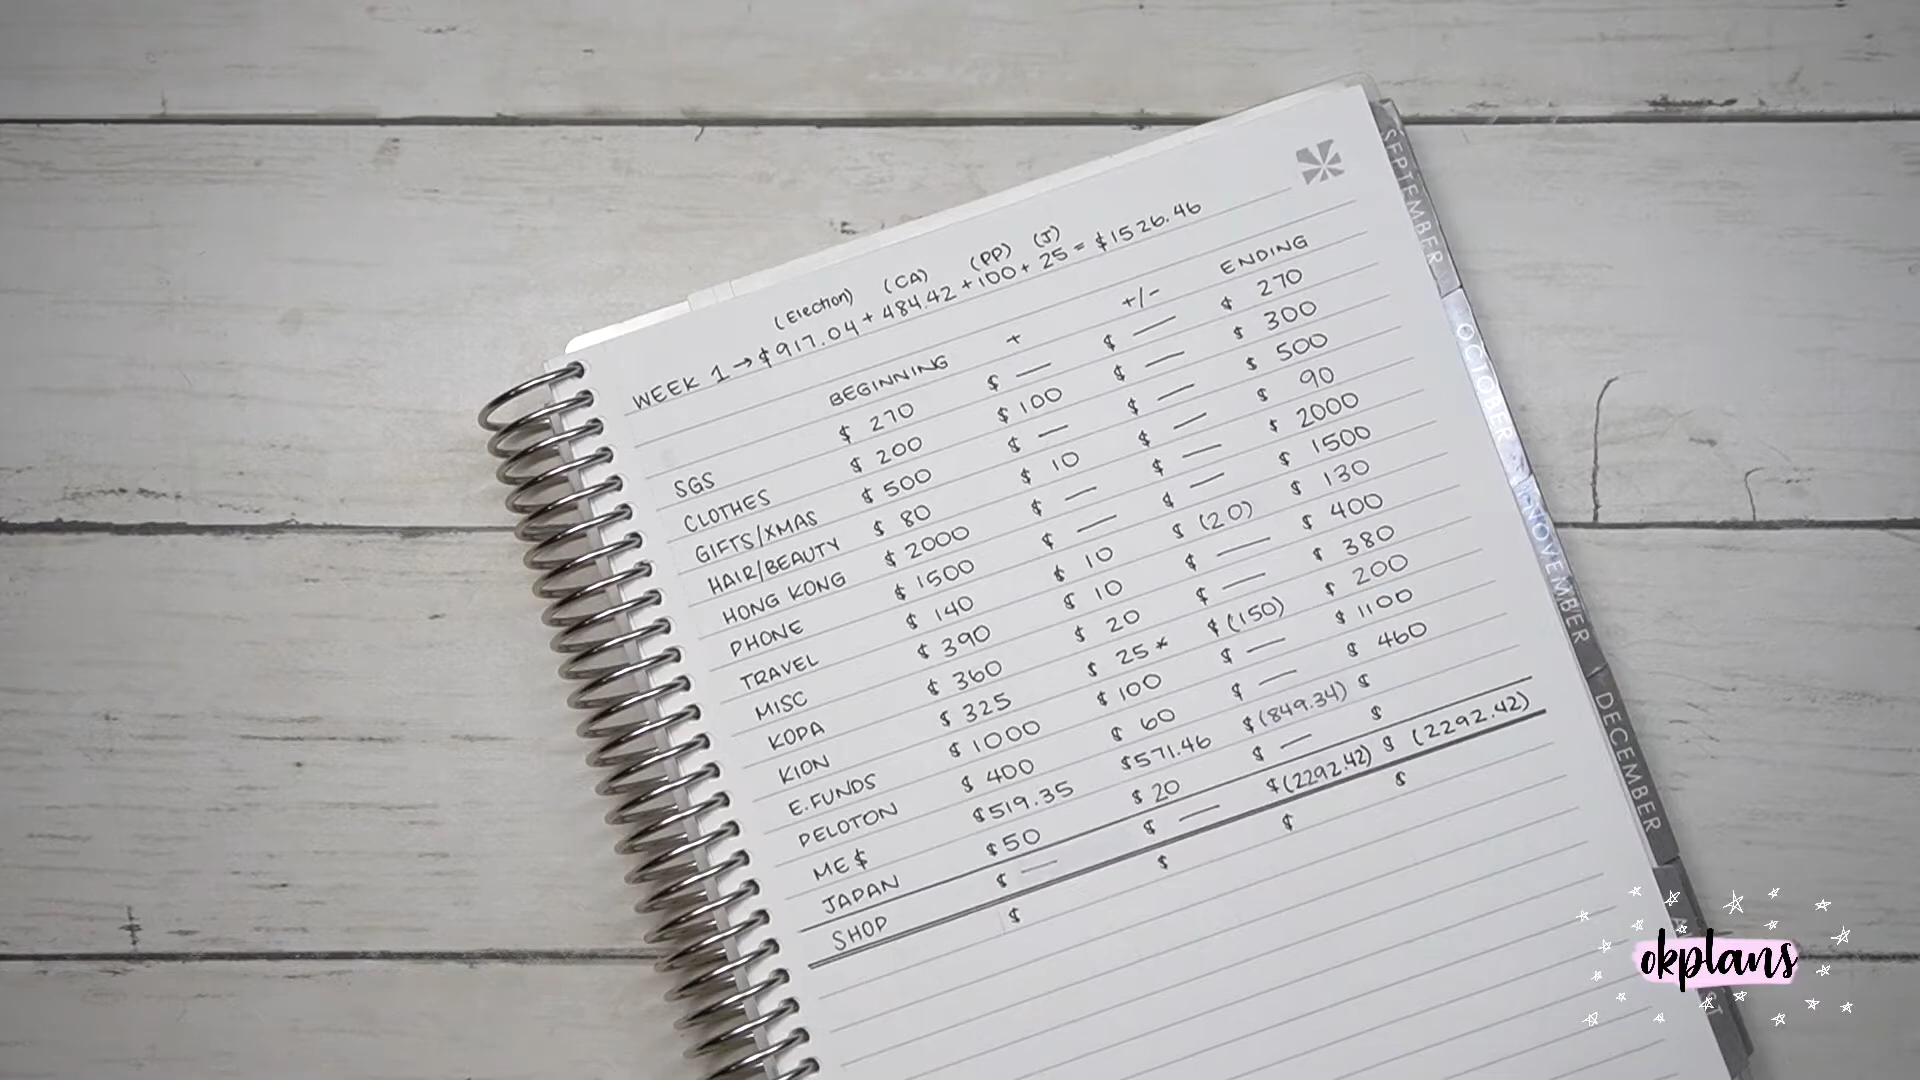 (Election) (CA) (PP) (J)
WEEK 1 → $917.04 + 484.42 + 100 + 25 = $1526.46
BEGINNING + +/- ENDING
SGS $ 270 $ — $ — $ 270
CLOTHES $ 200 $ 100 $ — $ 300
GIFTS/XMAS $ 500 $ — $ — $ 500
HAIR/BEAUTY $ 80 $ 10 $ — $ 90
HONG KONG $ 2000 $ — $ — $ 2000
PHONE $ 1500 $ — $ — $ 1500
TRAVEL $ 140 $ 10 $ (20) $ 130
MISC $ 390 $ 10 $ — $ 400
KOPA $ 360 $ 20 $ — $ 380
KION $ 325 $ 25* $ (150) $ 200
E.FUNDS $ 1000 $ 100 $ — $ 1100
PELOTON $ 400 $ 60 $ — $ 460
ME $ $519.35 $571.46 $(849.34) $
JAPAN $50 $ 20 $ — $
SHOP $ — $ — $(2292.42) $ (2292.42)
$ $ $ $
SEPTEMBER
OCTOBER
NOVEMBER
DECEMBER
okplans